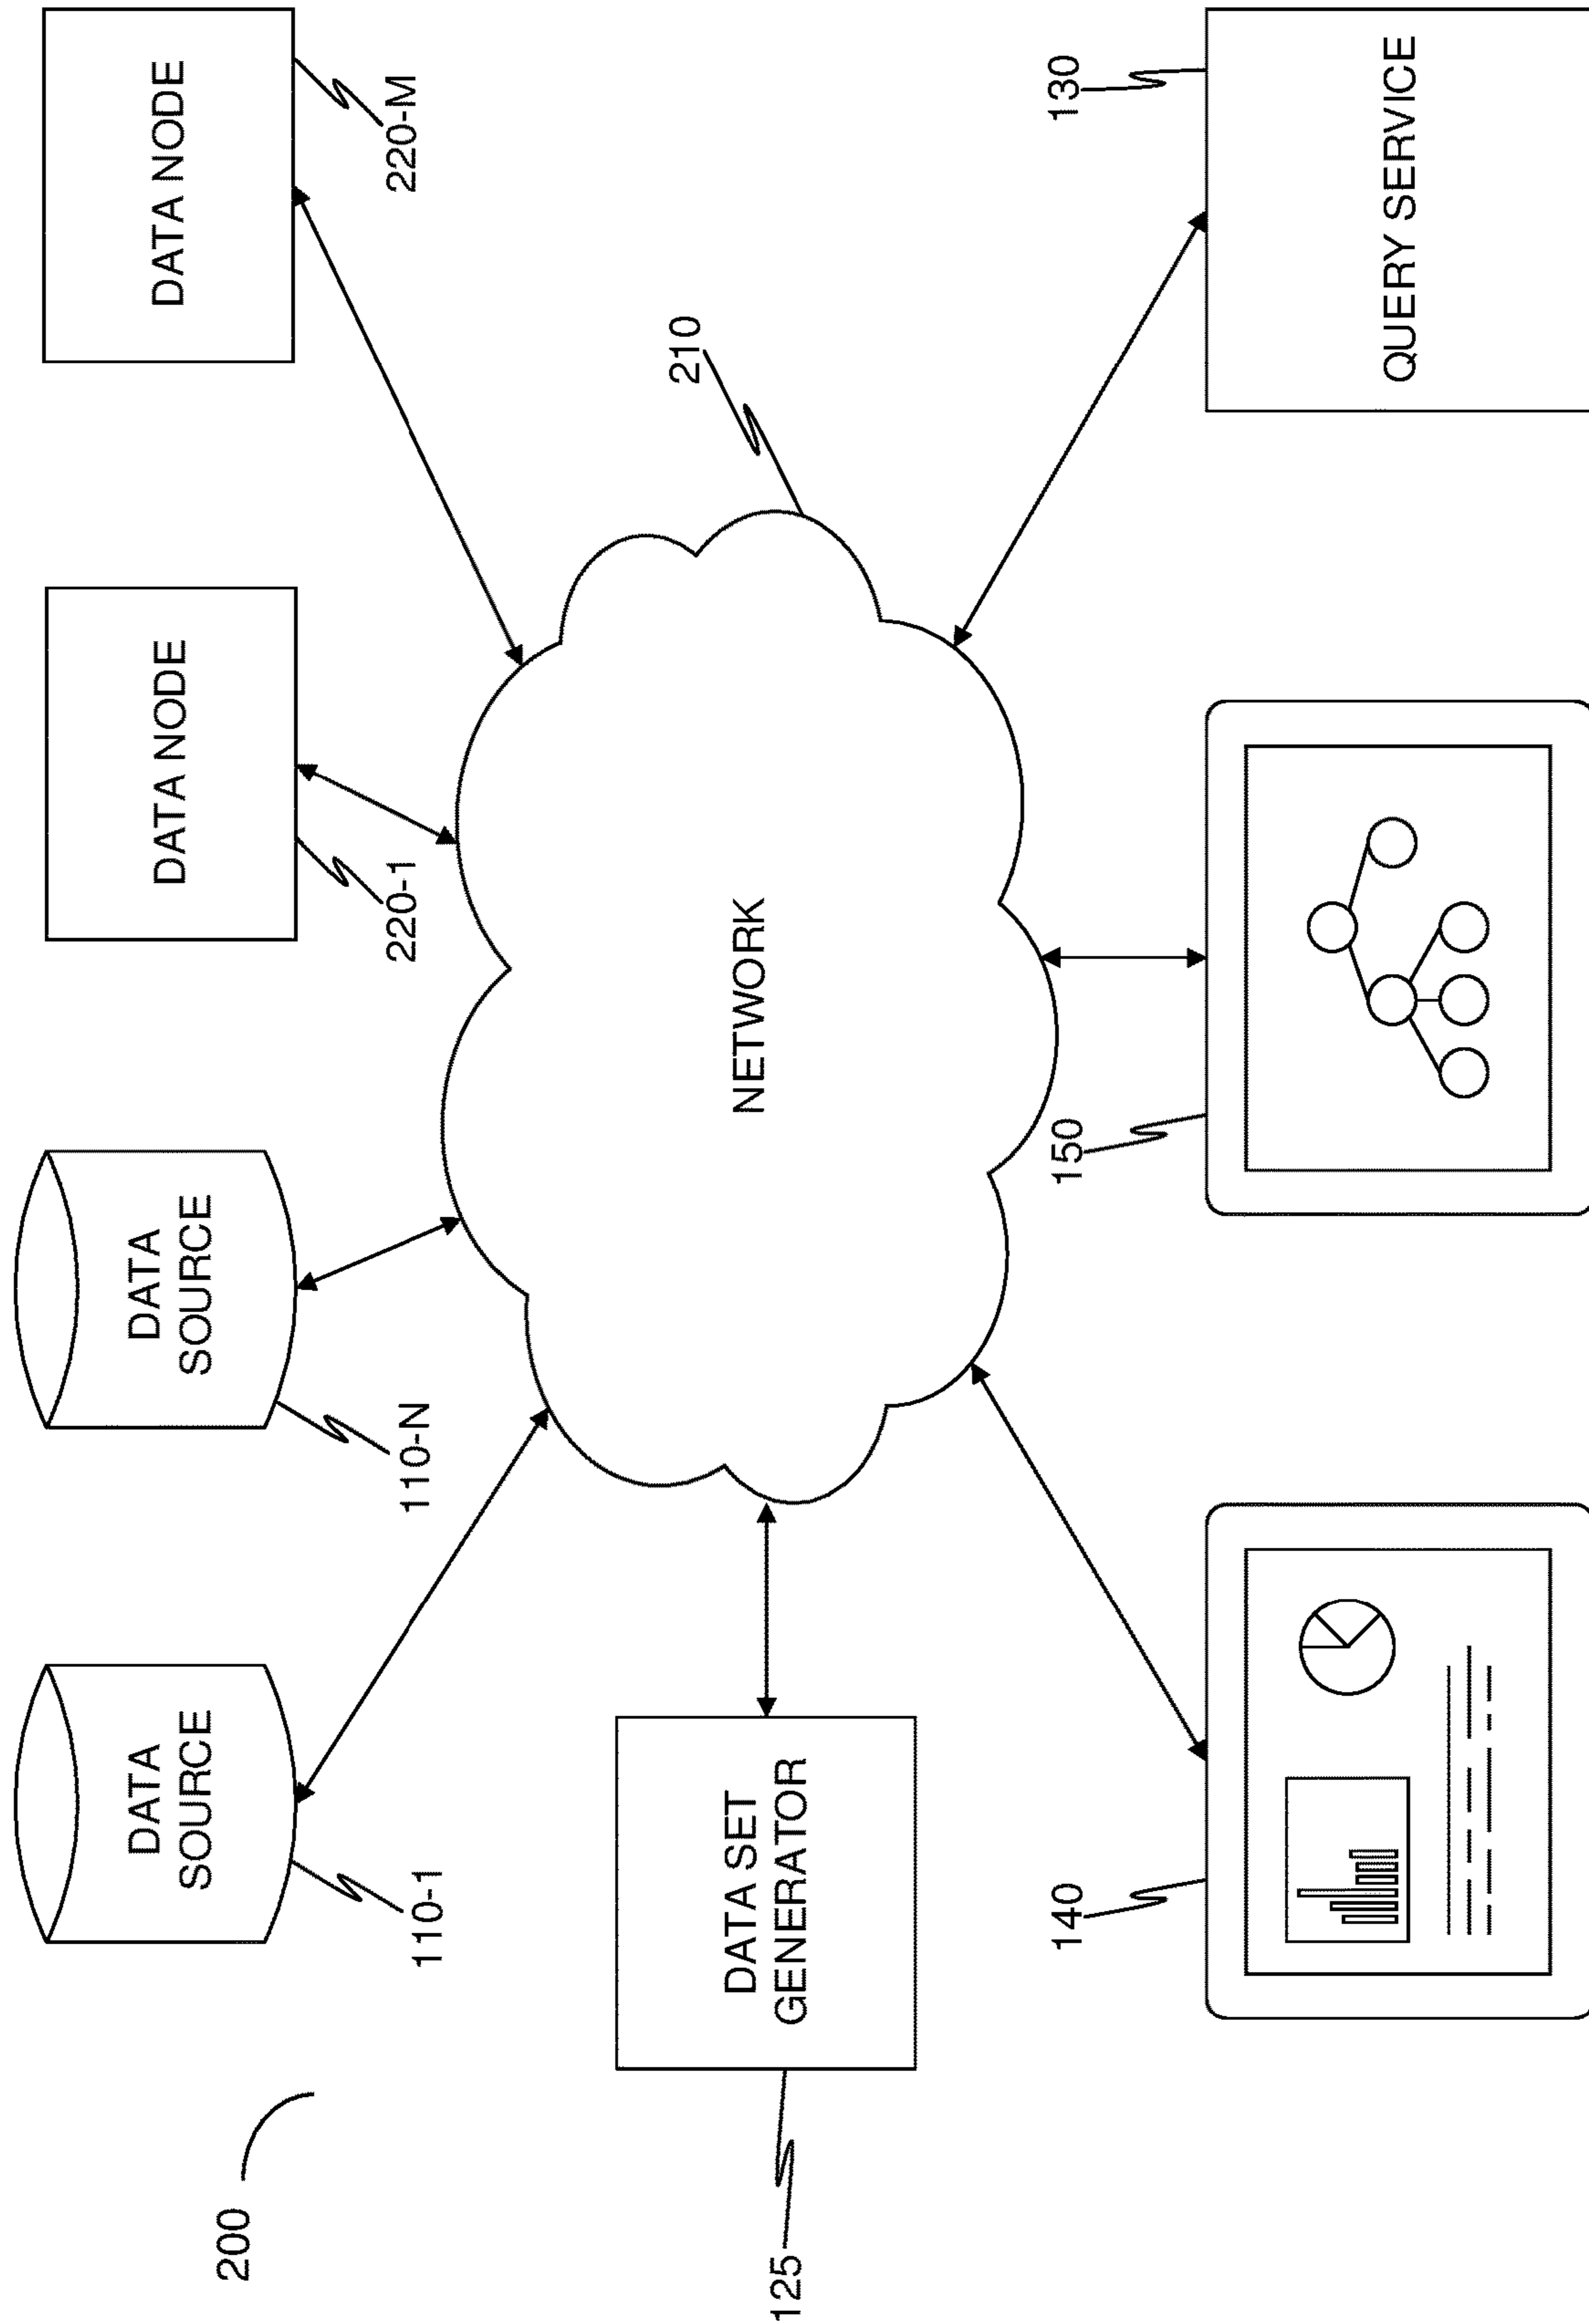 200
DATA
SOURCE
110-1
DATA
SOURCE
110-N
DATA NODE
220-1
DATA NODE
220-M
DATA SET
GENERATOR
125
NETWORK
210
140
150
130
QUERY SERVICE